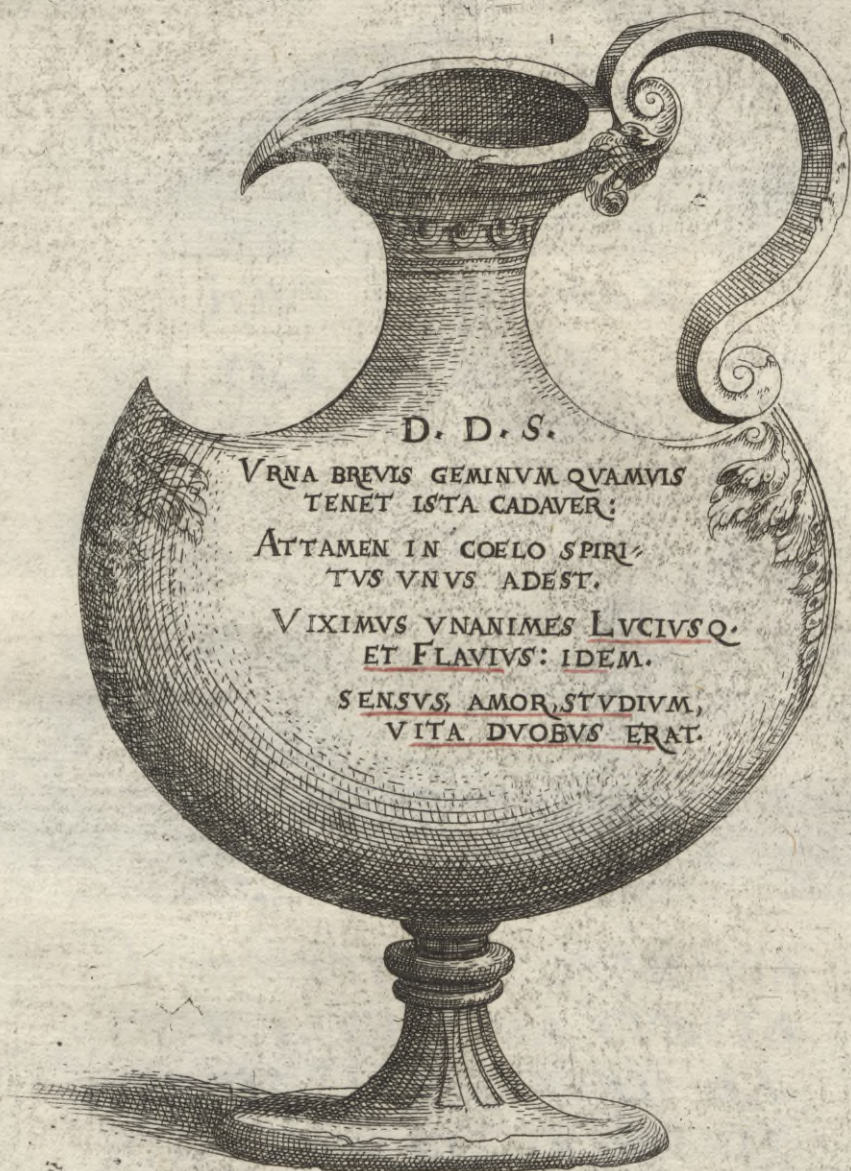 D. D. S.
VRNA BREVIS GEMINVM QVAMVIS
TENET ISTA CADAVER:
ATTAMEN IN COELO SPIRI-
TVS VNVS ADEST.
VIXIMVS VNANIMES LVCIVSQ.
ET FLAVIVS: IDEM.
SENSVS, AMOR, STVDIVM,
VITA DVOBVS ERAT.